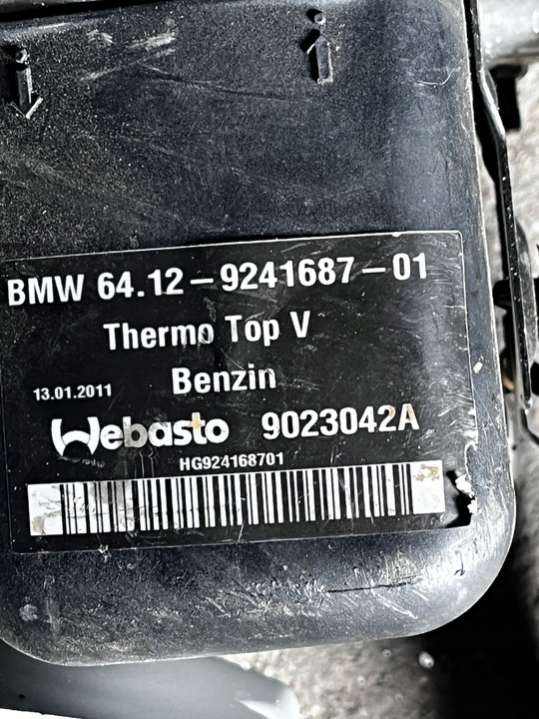 BMW 64.12-9241687-01
Thermo Top V
13.01.2011 Benzin
Webasto 9023042A
HG924168701